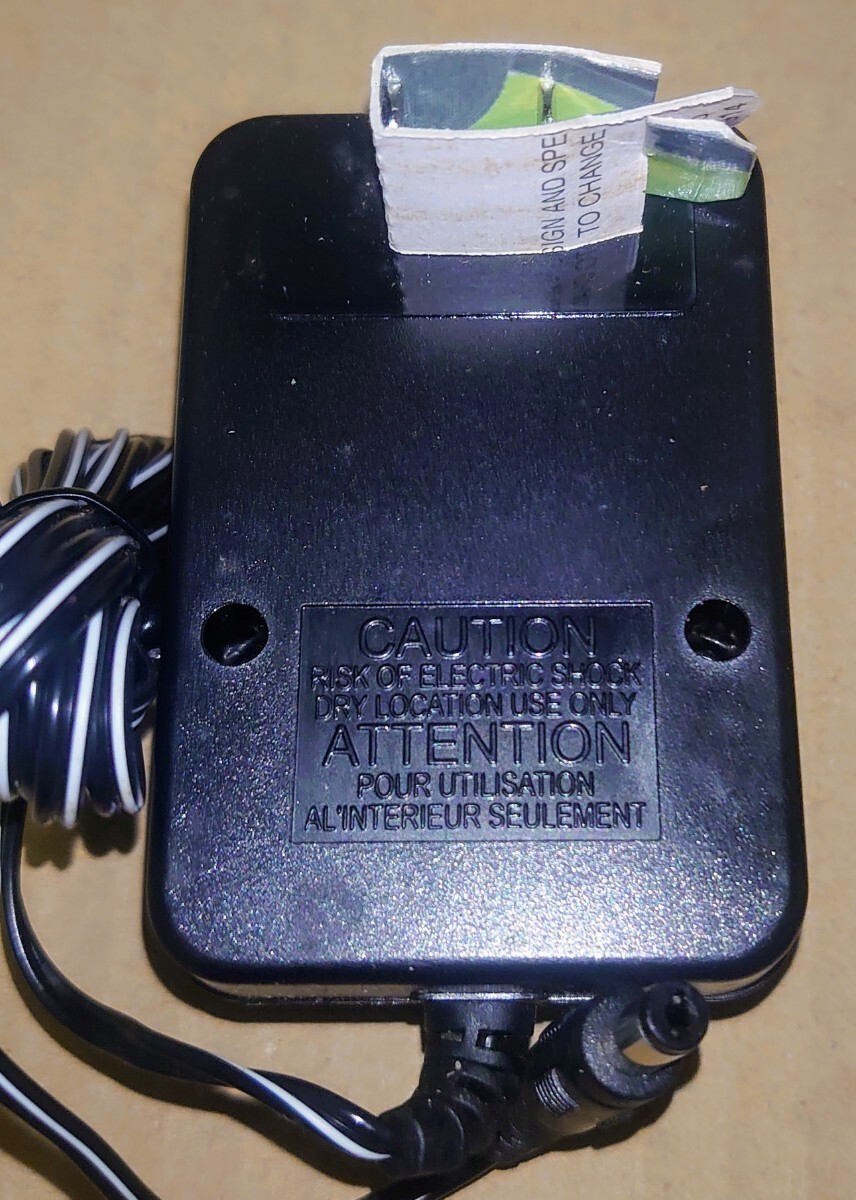 SIGN AND SPE
TO CHANGE
CAUTION
RISK OF ELECTRIC SHOCK
DRY LOCATION USE ONLY
ATTENTION
POUR UTILISATION
AL'INTERIEUR SEULEMENT